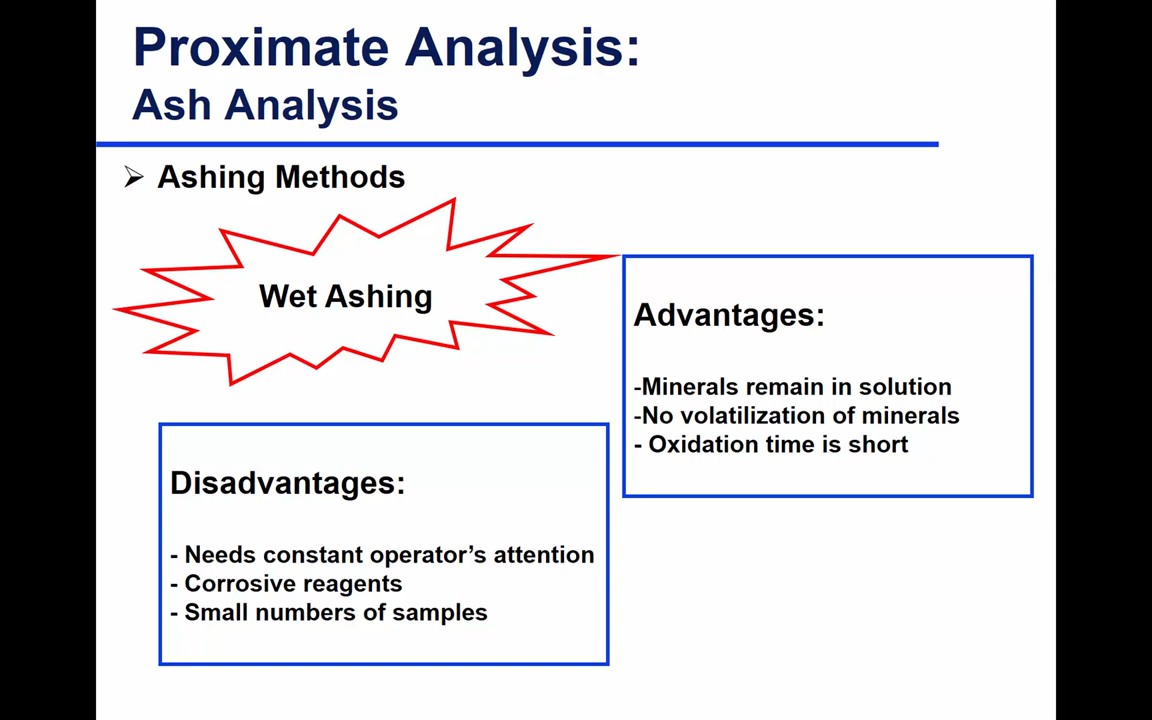 Proximate Analysis:
Ash Analysis
Ashing Methods
Wet Ashing
Advantages:
-Minerals remain in solution
-No volatilization of minerals
- Oxidation time is short
Disadvantages:
- Needs constant operator’s attention
- Corrosive reagents
- Small numbers of samples